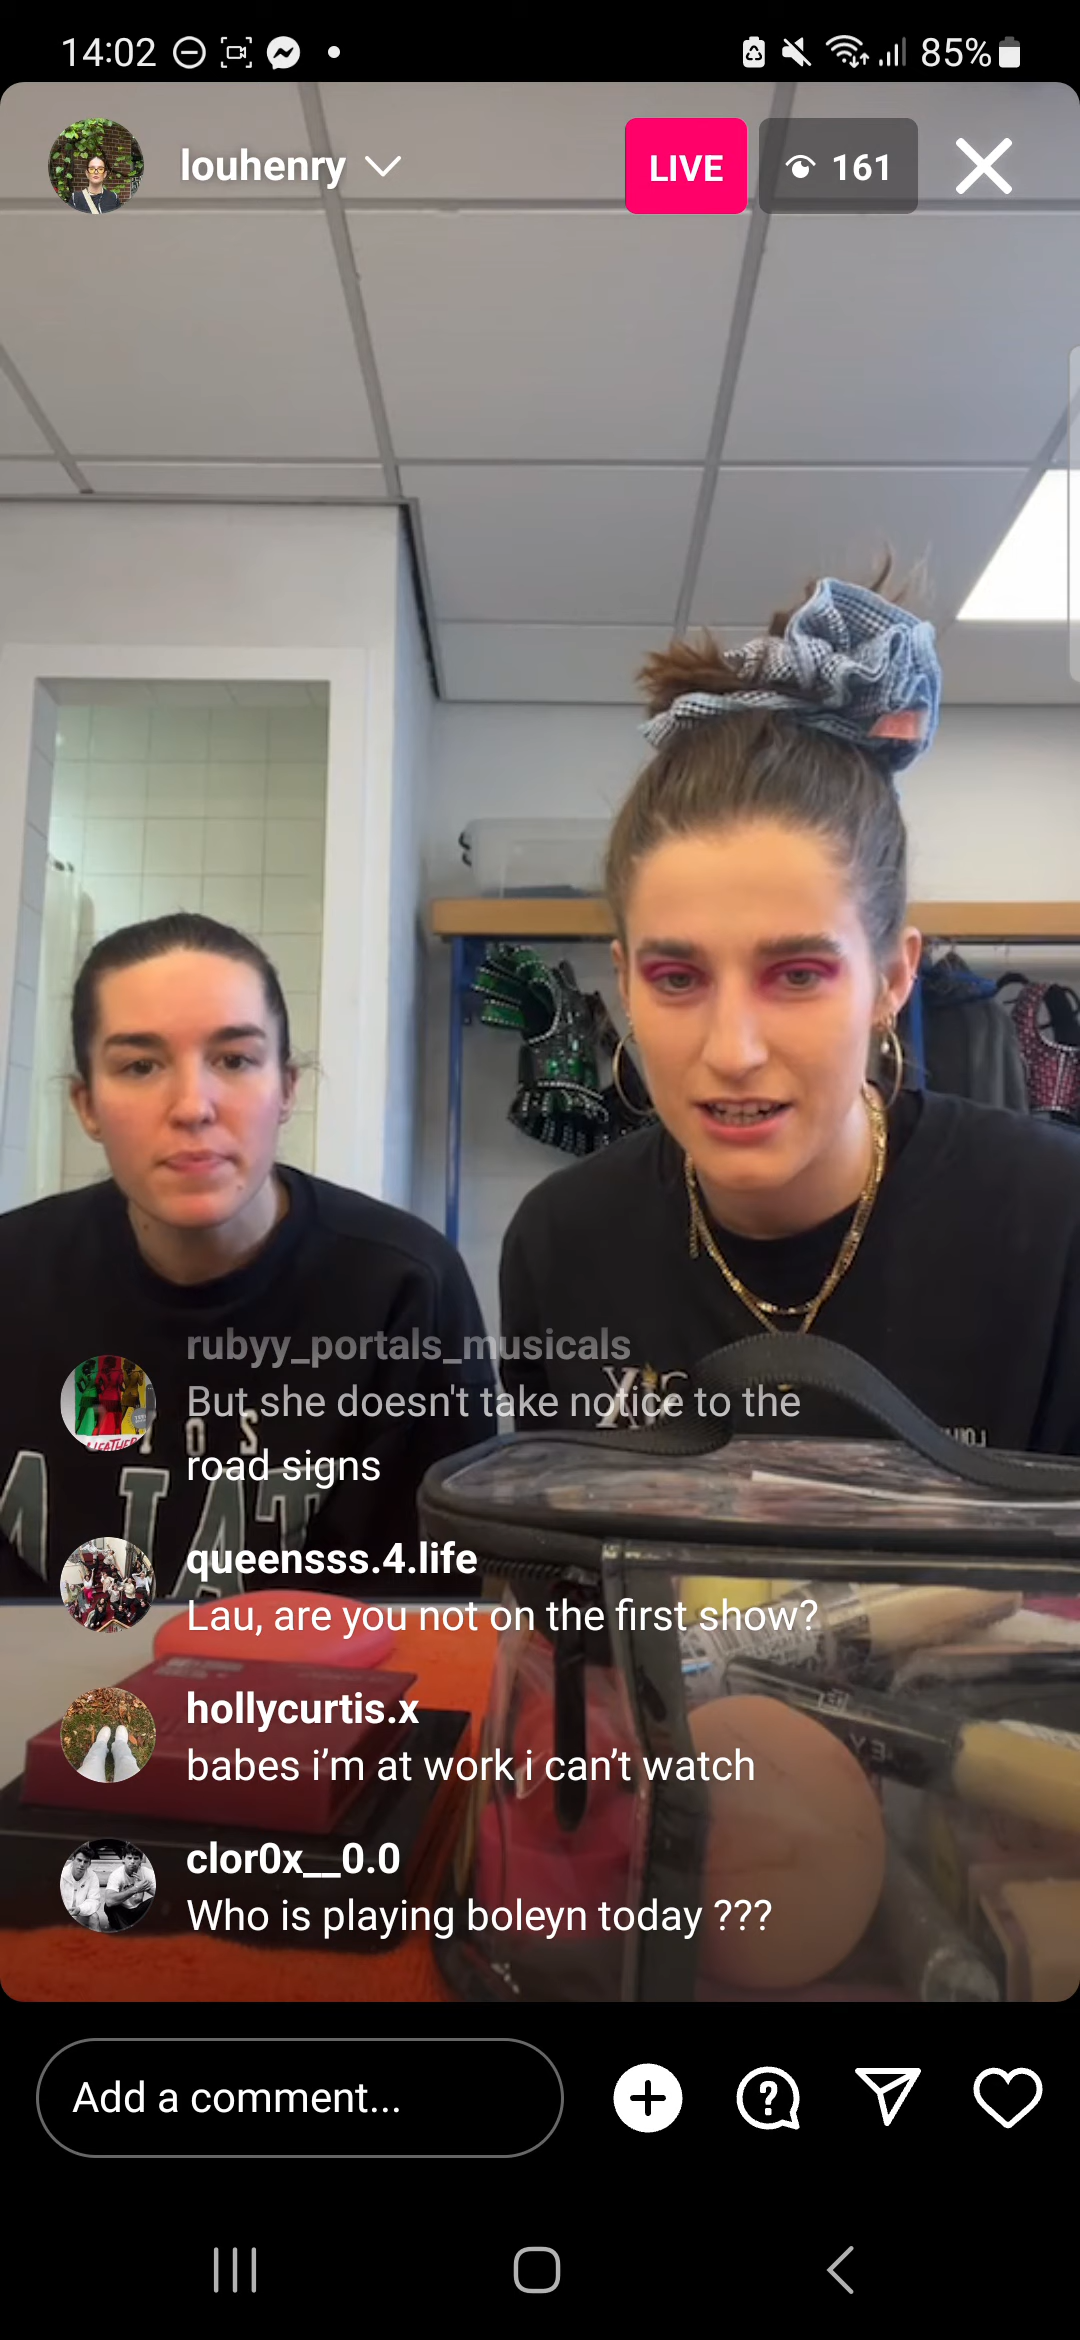 14:02
85%
louhenry
LIVE
161
rubyy_portals_musicals
But she doesn't take notice to the
road signs
queensss.4.life
Lau, are you not on the first show?
hollycurtis.x
babes i’m at work i can’t watch
clor0x__0.0
Who is playing boleyn today ???
Add a comment...